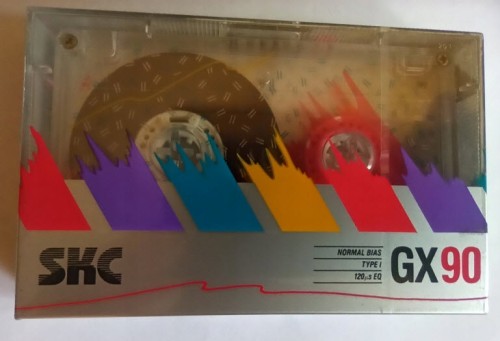 SKC
NORMAL BIAS
TYPE I
120µs EQ
GX90